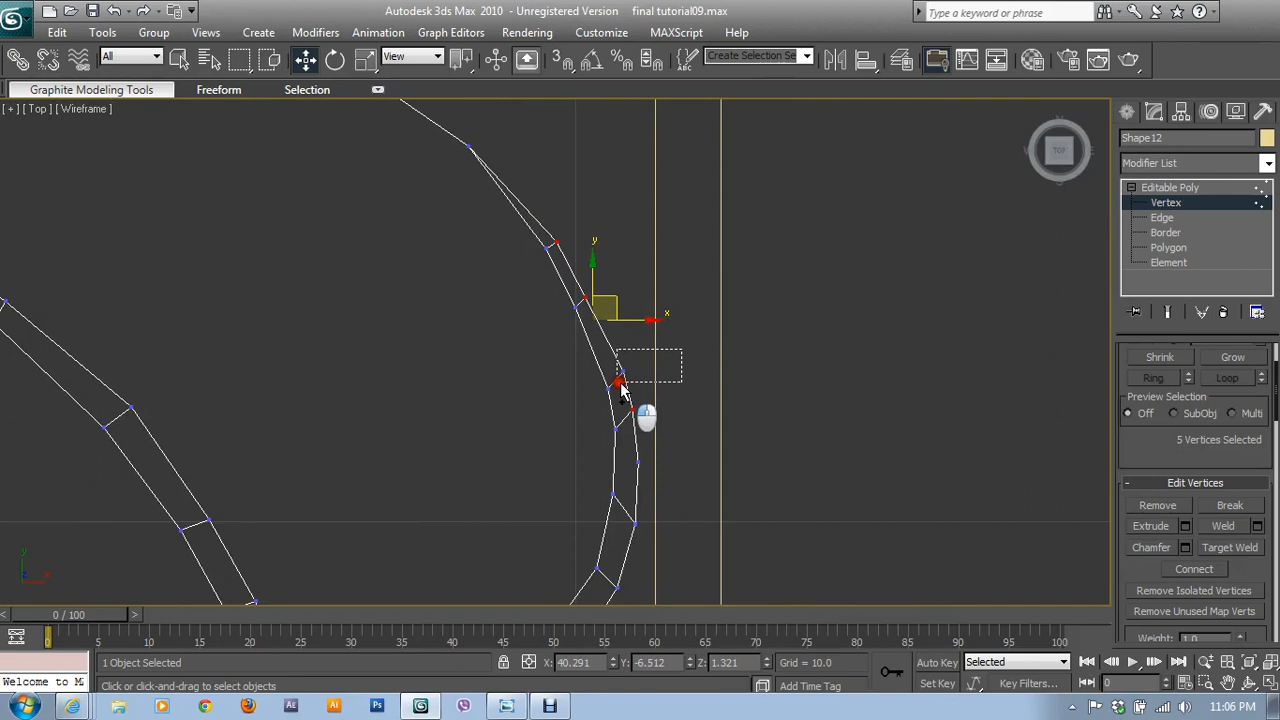 Autodesk 3ds Max 2010 - Unregistered Version final tutorial09.max
Type a keyword or phrase
Edit Tools Group Views Create Modifiers Animation Graph Editors Rendering Customize MAXScript Help
All View Create Selection Se
Graphite Modeling Tools Freeform Selection
[ + ] [ Top ] [ Wireframe ]
TOP
y
x
y
Shape12
Modifier List
Editable Poly
Vertex
Edge
Border
Polygon
Element
Shrink Grow
Ring Loop
Preview Selection
Off SubObj Multi
5 Vertices Selected
Edit Vertices
Remove Break
Extrude Weld
Chamfer Target Weld
Connect
Remove Isolated Vertices
Remove Unused Map Verts
Weight: 1.0
0 / 100
0 5 10 15 20 25 30 35 40 45 50 55 60 65 70 75 80 85 90 95 100
1 Object Selected X: 40.291 Y: -6.512 Z: 1.321 Grid = 10.0 Auto Key Selected
Welcome to M Click or click-and-drag to select objects Add Time Tag Set Key Key Filters... 0
11:06 PM